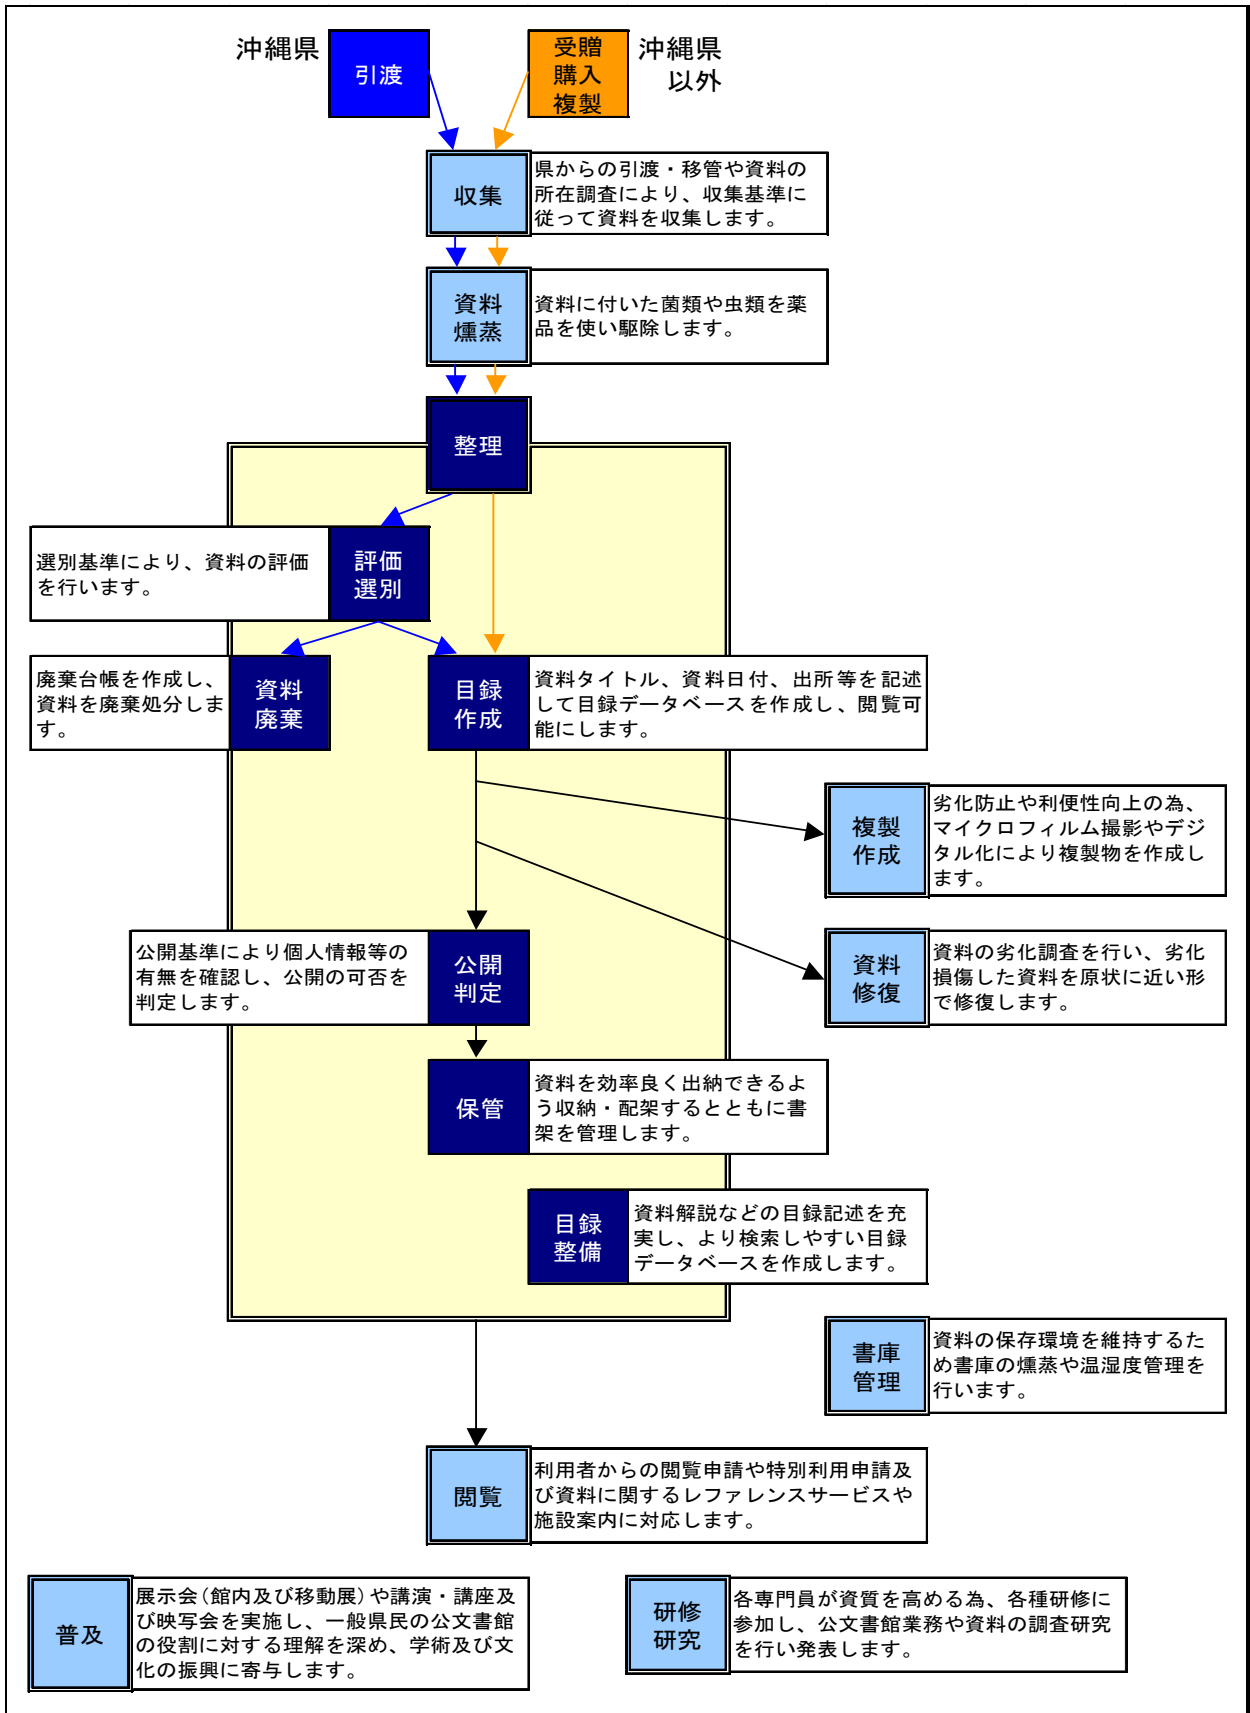 沖縄県
引渡
受贈
購入
複製
沖縄県
以外
収集
県からの引渡・移管や資料の
所在調査により、収集基準に
従って資料を収集します。
資料
燻蒸
資料に付いた菌類や虫類を薬
品を使い駆除します。
整理
選別基準により、資料の評価
を行います。
評価
選別
廃棄台帳を作成し、
資料を廃棄処分しま
す。
資料
廃棄
目録
作成
資料タイトル、資料日付、出所等を記述
して目録データベースを作成し、閲覧可
能にします。
複製
作成
劣化防止や利便性向上の為、
マイクロフィルム撮影やデジ
タル化により複製物を作成し
ます。
公開基準により個人情報等の
有無を確認し、公開の可否を
判定します。
公開
判定
資料
修復
資料の劣化調査を行い、劣化
損傷した資料を原状に近い形
で修復します。
保管
資料を効率良く出納できるよ
う収納・配架するとともに書
架を管理します。
目録
整備
資料解説などの目録記述を充
実し、より検索しやすい目録
データベースを作成します。
書庫
管理
資料の保存環境を維持するた
め書庫の燻蒸や温湿度管理を
行います。
閲覧
利用者からの閲覧申請や特別利用申請及
び資料に関するレファレンスサービスや
施設案内に対応します。
普及
展示会(館内及び移動展)や講演・講座及
び映写会を実施し、一般県民の公文書館
の役割に対する理解を深め、学術及び文
化の振興に寄与します。
研修
研究
各専門員が資質を高める為、各種研修に
参加し、公文書館業務や資料の調査研究
を行い発表します。